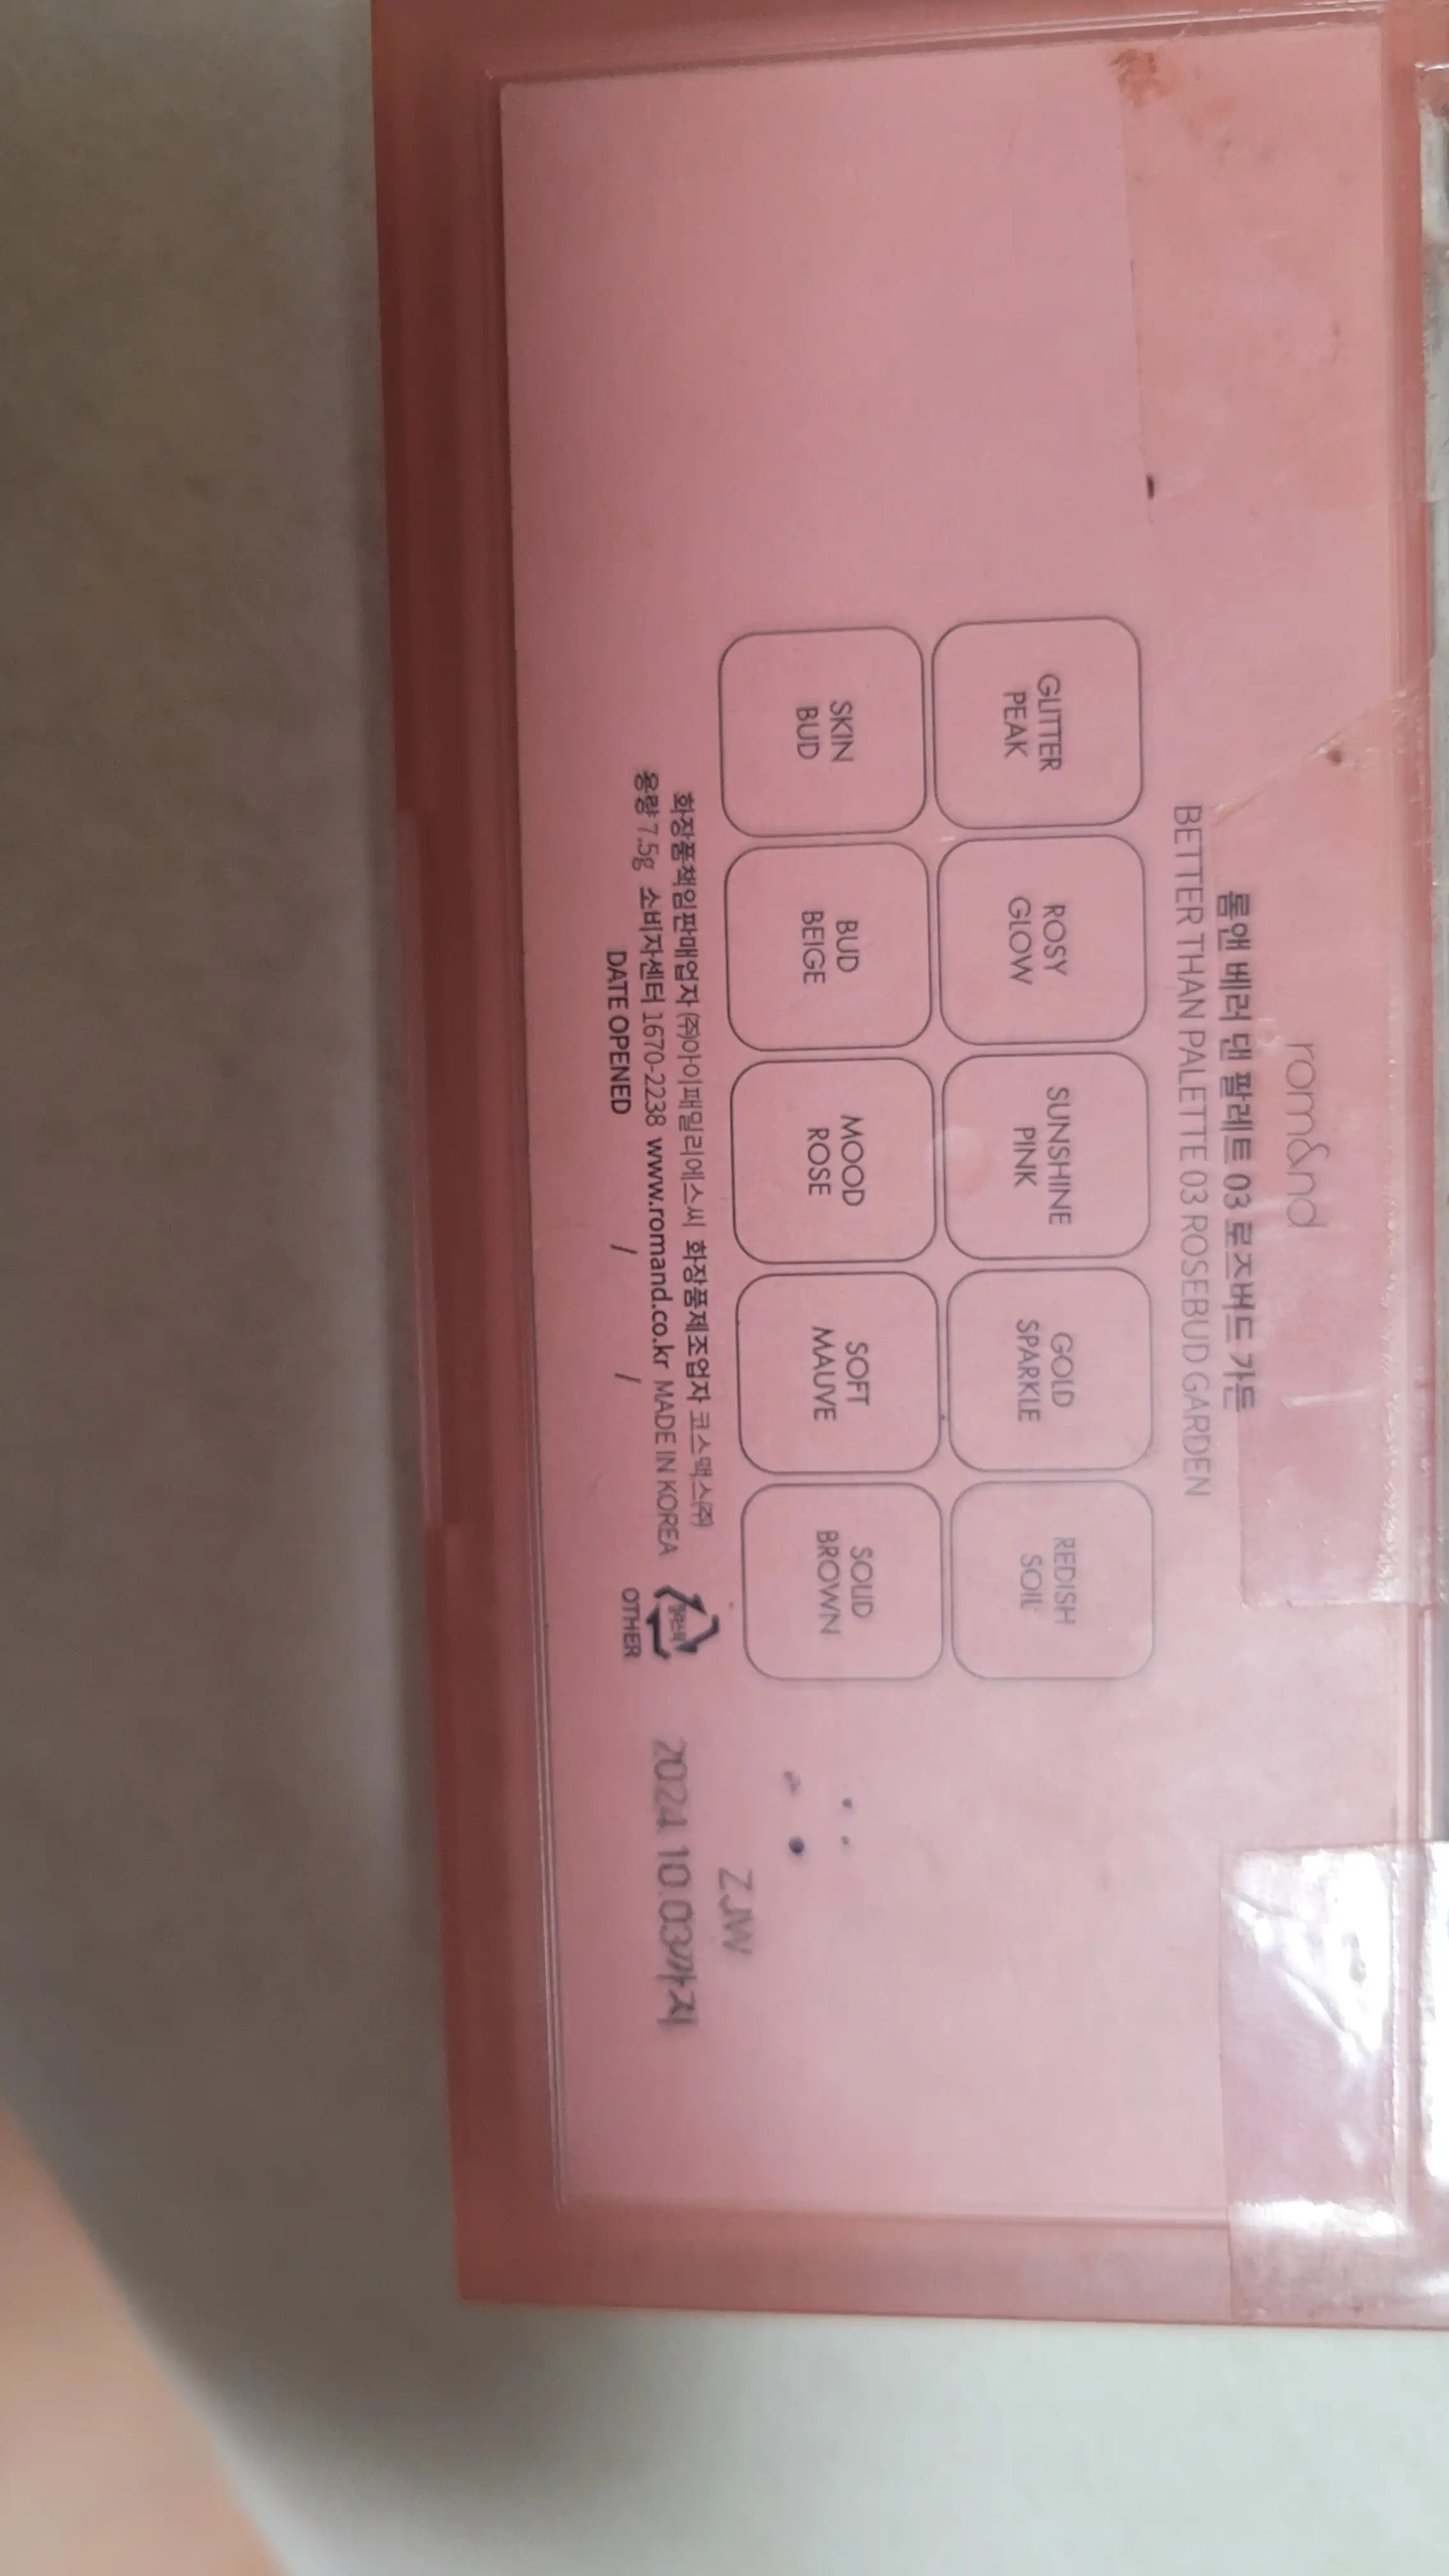 rom&nd
롬앤 베러 댄 팔레트 03 로즈버드 가든
BETTER THAN PALETTE 03 ROSEBUD GARDEN
GLITTER
PEAK
ROSY
GLOW
SUNSHINE
PINK
GOLD
SPARKLE
REDISH
SOIL
SKIN
BUD
BUD
BEIGE
MOOD
ROSE
SOFT
MAUVE
SOLID
BROWN
화장품책임판매업자 ㈜아이패밀리에스씨 화장품제조업자 코스맥스㈜
용량 7.5g 소비자센터 1670-2238 www.romand.co.kr MADE IN KOREA
DATE OPENED / /
OTHER
ZJW
2024.10.03까지